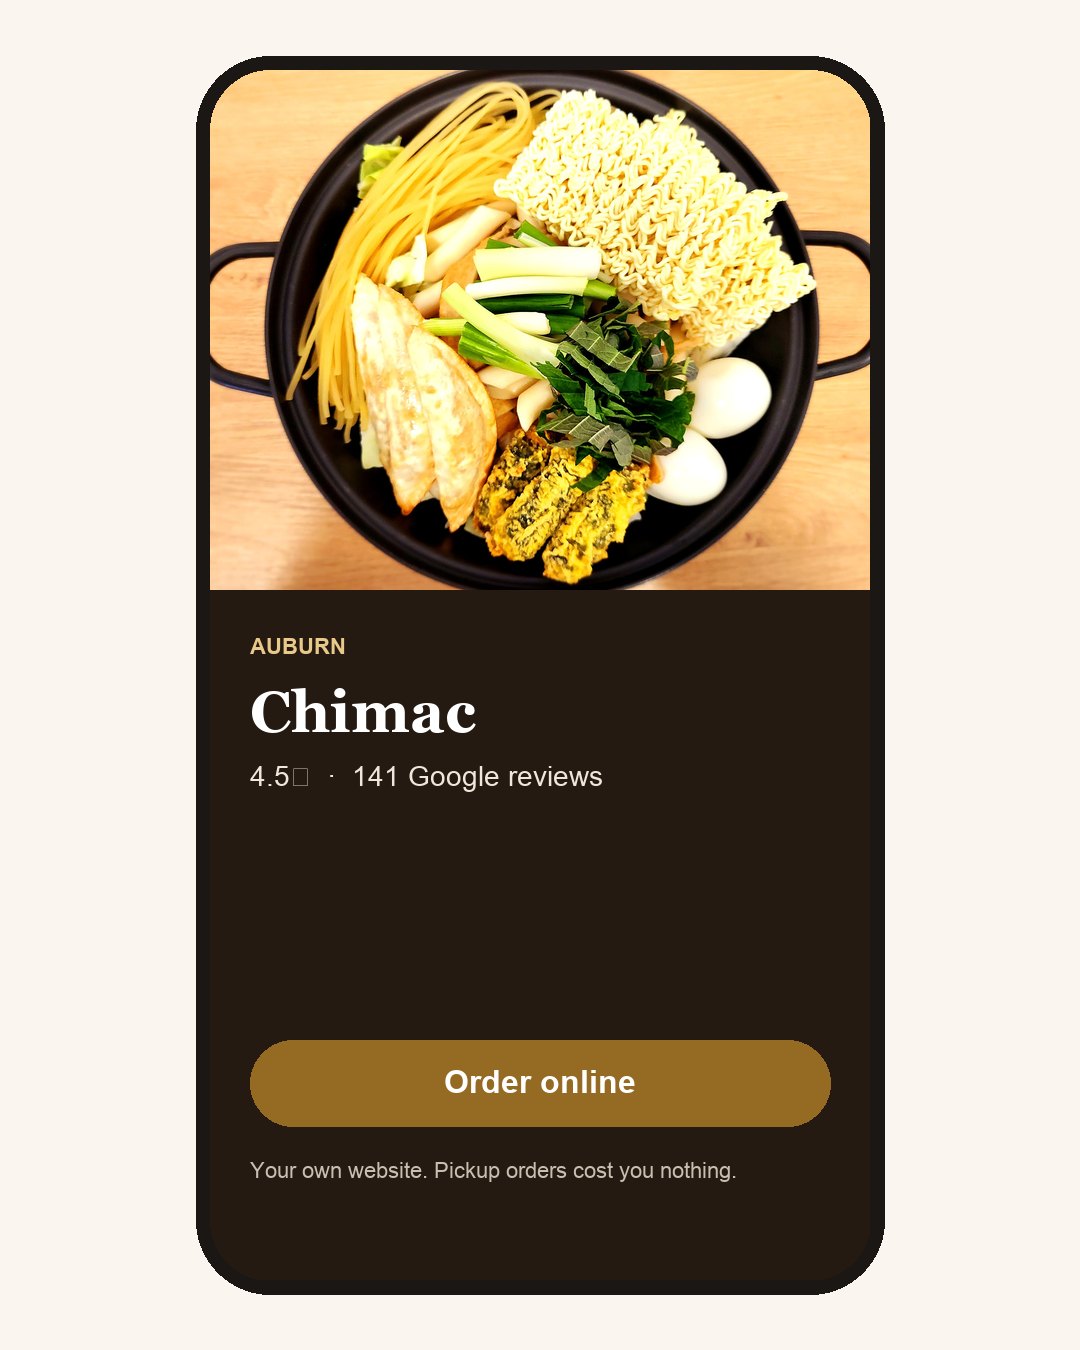 AUBURN
Chimac
4.5□ · 141 Google reviews
Order online
Your own website. Pickup orders cost you nothing.